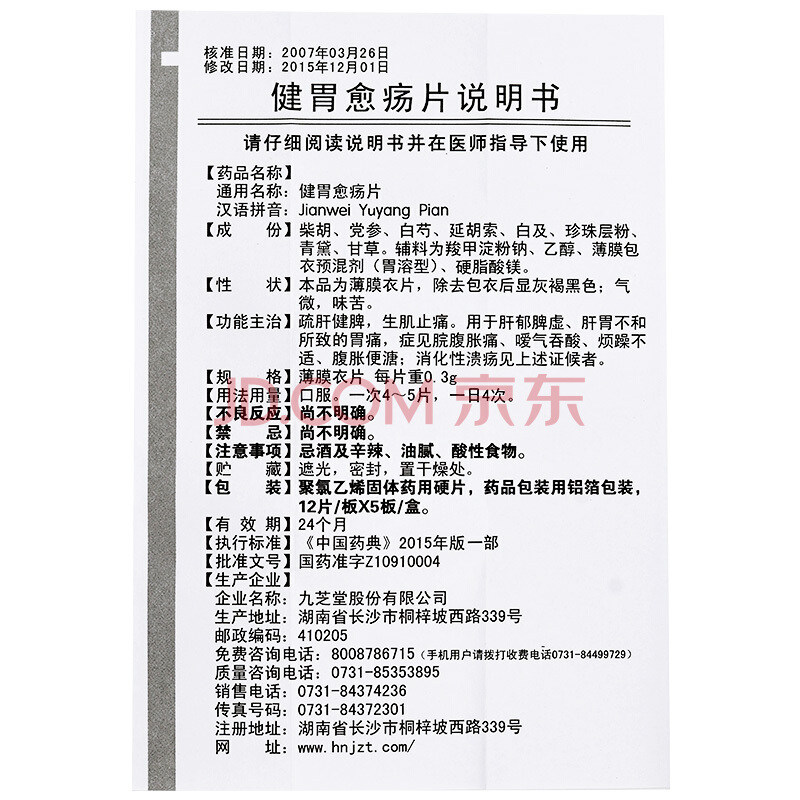 核准日期：2007年03月26日
修改日期：2015年12月01日
健胃愈疡片说明书
请仔细阅读说明书并在医师指导下使用
【药品名称】
通用名称：健胃愈疡片
汉语拼音：Jianwei Yuyang Pian
【成　份】柴胡、党参、白芍、延胡索、白及、珍珠层粉、
青黛、甘草。辅料为羧甲淀粉钠、乙醇、薄膜包
衣预混剂（胃溶型）、硬脂酸镁。
【性　状】本品为薄膜衣片，除去包衣后显灰褐黑色；气
微，味苦。
【功能主治】疏肝健脾，生肌止痛。用于肝郁脾虚、肝胃不和
所致的胃痛，症见脘腹胀痛、嗳气吞酸、烦躁不
适、腹胀便溏；消化性溃疡见上述证候者。
【规　格】薄膜衣片 每片重0.3g
【用法用量】口服。一次4～5片，一日4次。
【不良反应】尚不明确。
【禁　忌】尚不明确。
【注意事项】忌酒及辛辣、油腻、酸性食物。
【贮　藏】遮光，密封，置干燥处。
【包　装】聚氯乙烯固体药用硬片，药品包装用铝箔包装，
12片/板X5板/盒。
【有 效 期】24个月
【执行标准】《中国药典》2015年版一部
【批准文号】国药准字Z10910004
【生产企业】
企业名称：九芝堂股份有限公司
生产地址：湖南省长沙市桐梓坡西路339号
邮政编码：410205
免费咨询电话：8008786715（手机用户请拨打收费电话0731-84499729）
质量咨询电话：0731-85353895
销售电话：0731-84374236
传真号码：0731-84372301
注册地址：湖南省长沙市桐梓坡西路339号
网　址：www.hnjzt.com/
JD.COM 京东